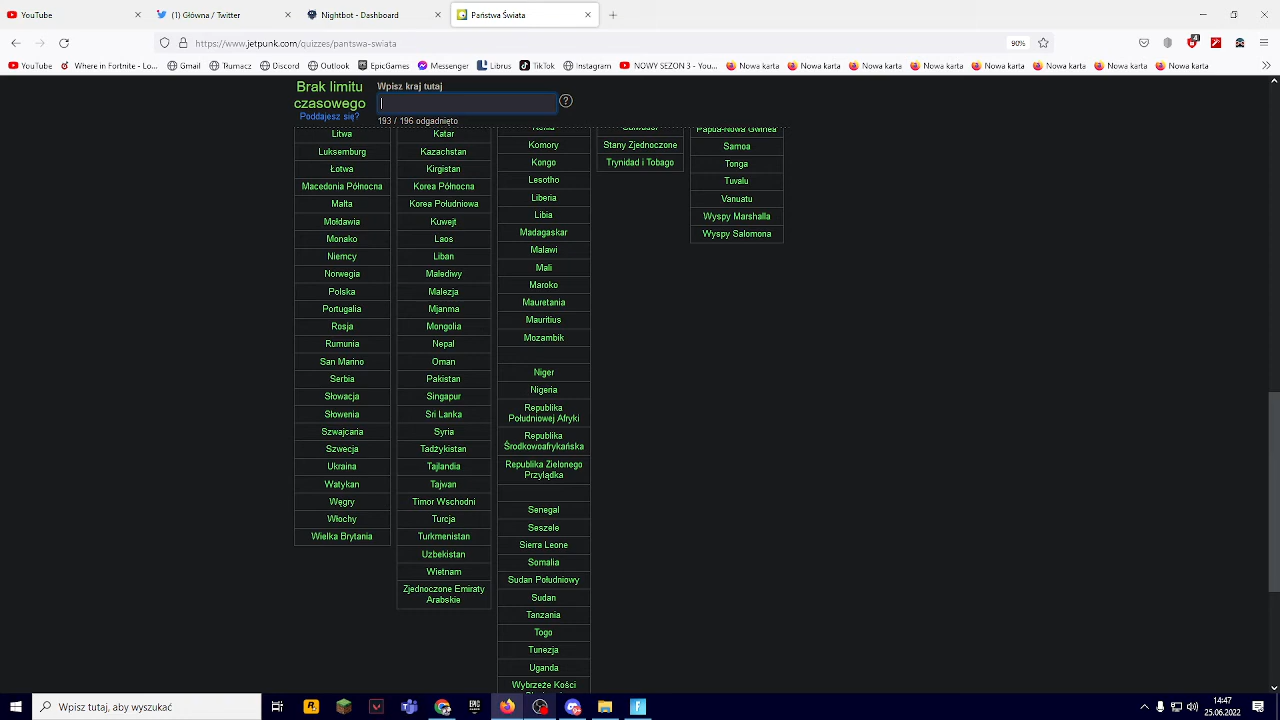 YouTube
(1) Główna / Twitter
Nightbot - Dashboard
Państwa Świata
https://www.jetpunk.com/quizzes/pantswa-swiata
90%
YouTube
Where in Fortnite - Lo...
Gmail
Rumscz
Discord
Outlook
EpicGames
Messenger
Librus
TikTok
Instagram
NOWY SEZON 3 - You...
Nowa karta
Nowa karta
Nowa karta
Nowa karta
Nowa karta
Nowa karta
Nowa karta
Nowa karta
Brak limitu
czasowego
Poddajesz się?
Wpisz kraj tutaj
193 / 196 odgadnięto
Litwa
Luksemburg
Łotwa
Macedonia Północna
Malta
Mołdawia
Monako
Niemcy
Norwegia
Polska
Portugalia
Rosja
Rumunia
San Marino
Serbia
Słowacja
Słowenia
Szwajcaria
Szwecja
Ukraina
Watykan
Węgry
Włochy
Wielka Brytania
Katar
Kazachstan
Kirgistan
Korea Północna
Korea Południowa
Kuwejt
Laos
Liban
Malediwy
Malezja
Mjanma
Mongolia
Nepal
Oman
Pakistan
Singapur
Sri Lanka
Syria
Tadżykistan
Tajlandia
Tajwan
Timor Wschodni
Turcja
Turkmenistan
Uzbekistan
Wietnam
Zjednoczone Emiraty
Arabskie
Kenia
Komory
Kongo
Lesotho
Liberia
Libia
Madagaskar
Malawi
Mali
Maroko
Mauretania
Mauritius
Mozambik
Niger
Nigeria
Republika
Południowej Afryki
Republika
Środkowoafrykańska
Republika Zielonego
Przylądka
Senegal
Seszele
Sierra Leone
Somalia
Sudan Południowy
Sudan
Tanzania
Togo
Tunezja
Uganda
Wybrzeże Kości
Salwador
Stany Zjednoczone
Trynidad i Tobago
Papua-Nowa Gwinea
Samoa
Tonga
Tuvalu
Vanuatu
Wyspy Marshalla
Wyspy Salomona
Wpisz tutaj, aby wyszukać
14:47
25.06.2022